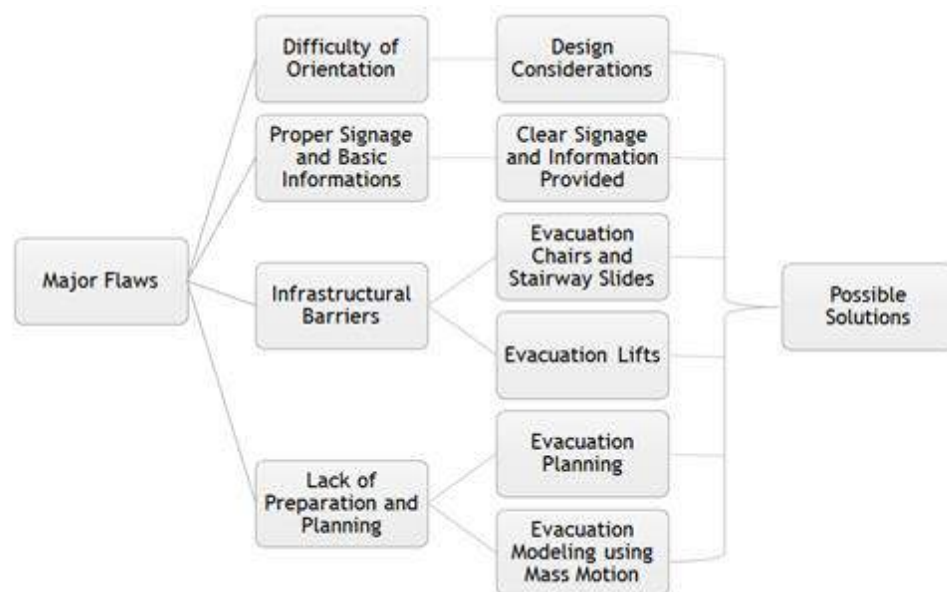 Major Flaws
Difficulty of
Orientation
Proper Signage
and Basic
Informations
Infrastructural
Barriers
Lack of
Preparation and
Planning
Design
Considerations
Clear Signage
and Information
Provided
Evacuation
Chairs and
Stairway Slides
Evacuation Lifts
Evacuation
Planning
Evacuation
Modeling using
Mass Motion
Possible
Solutions